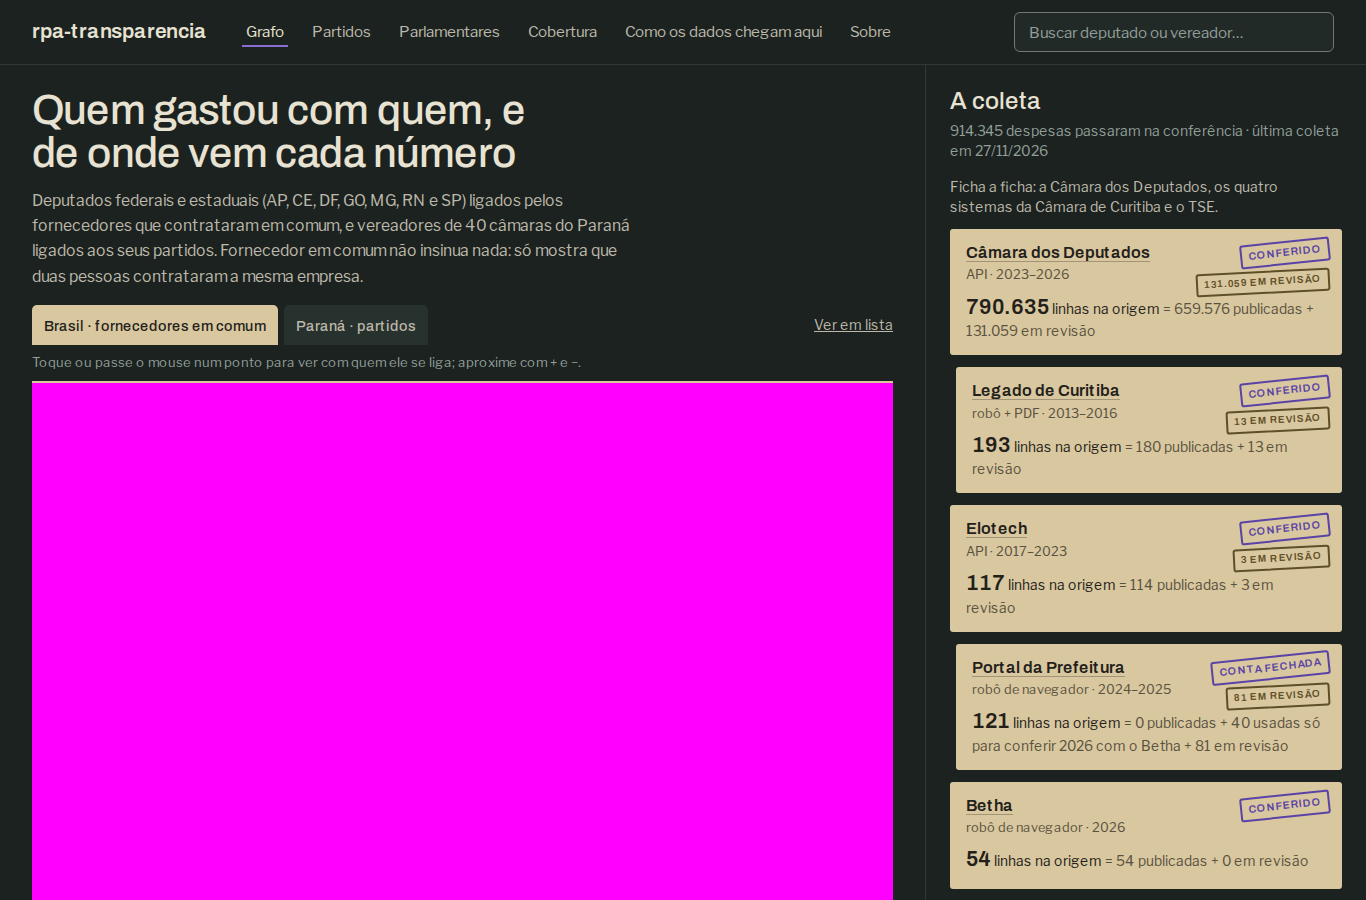 rpa-transparencia
Grafo
Partidos
Parlamentares
Cobertura
Como os dados chegam aqui
Sobre
Buscar deputado ou vereador...
Quem gastou com quem, e
de onde vem cada número
Deputados federais e estaduais (AP, CE, DF, GO, MG, RN e SP) ligados pelos
fornecedores que contrataram em comum, e vereadores de 40 câmaras do Paraná
ligados aos seus partidos. Fornecedor em comum não insinua nada: só mostra que
duas pessoas contrataram a mesma empresa.
Brasil · fornecedores em comum
Paraná · partidos
Ver em lista
Toque ou passe o mouse num ponto para ver com quem ele se liga; aproxime com + e −.
A coleta
914.345 despesas passaram na conferência · última coleta
em 27/11/2026
Ficha a ficha: a Câmara dos Deputados, os quatro
sistemas da Câmara de Curitiba e o TSE.
Câmara dos Deputados
CONFERIDO
API · 2023–2026
131.059 EM REVISÃO
790.635 linhas na origem = 659.576 publicadas +
131.059 em revisão
Legado de Curitiba
CONFERIDO
robô + PDF · 2013–2016
13 EM REVISÃO
193 linhas na origem = 180 publicadas + 13 em
revisão
Elotech
CONFERIDO
API · 2017–2023
3 EM REVISÃO
117 linhas na origem = 114 publicadas + 3 em
revisão
Portal da Prefeitura
CONTA FECHADA
robô de navegador · 2024–2025
81 EM REVISÃO
121 linhas na origem = 0 publicadas + 40 usadas só
para conferir 2026 com o Betha + 81 em revisão
Betha
CONFERIDO
robô de navegador · 2026
54 linhas na origem = 54 publicadas + 0 em revisão